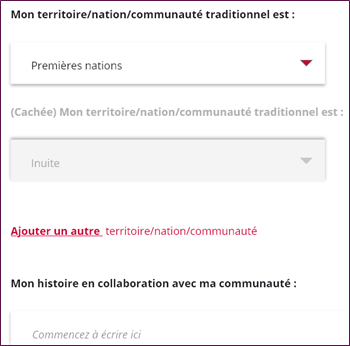 Mon territoire/nation/communauté traditionnel est :
Premières nations
(Cachée) Mon territoire/nation/communauté traditionnel est :
Inuite
Ajouter un autre territoire/nation/communauté
Mon histoire en collaboration avec ma communauté :
Commencez à écrire ici